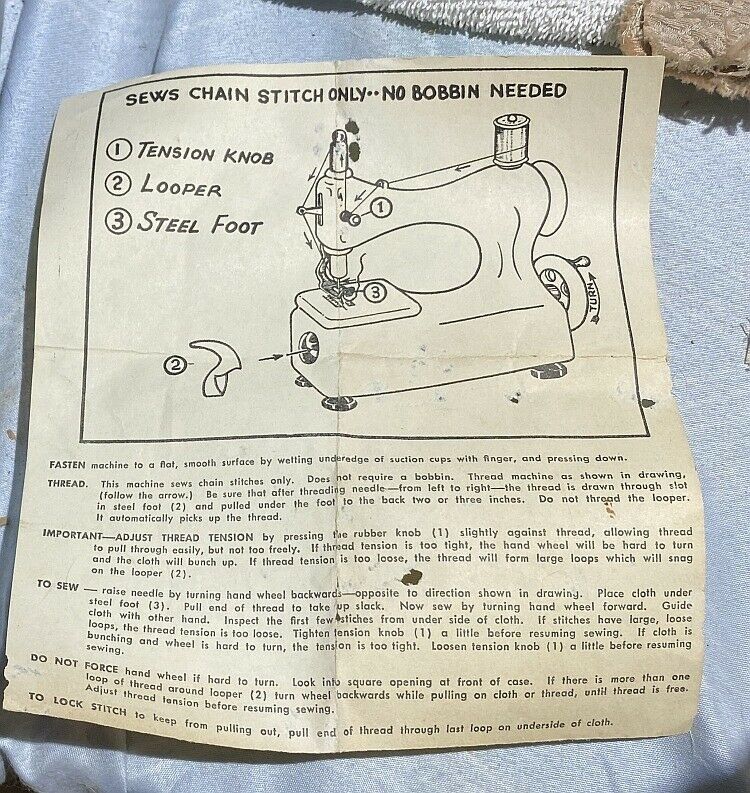 SEWS CHAIN STITCH ONLY·· NO BOBBIN NEEDED
① TENSION KNOB
② LOOPER
③ STEEL FOOT
①
③
②
TURN
FASTEN machine to a flat, smooth surface by wetting underedge of suction cups with finger, and pressing down.
THREAD. This machine sews chain stitches only. Does not require a bobbin. Thread machine as shown in drawing,
(follow the arrow.) Be sure that after threading needle—from left to right—the thread is drawn through slot
in steel foot (2) and pulled under the foot to the back two or three inches. Do not thread the looper.
It automatically picks up the thread.
IMPORTANT—ADJUST THREAD TENSION by pressing the rubber knob (1) slightly against thread, allowing thread
to pull through easily, but not too freely. If thread tension is too tight, the hand wheel will be hard to turn
and the cloth will bunch up. If thread tension is too loose, the thread will form large loops which will snag
on the looper (2).
TO SEW — raise needle by turning hand wheel backwards—opposite to direction shown in drawing. Place cloth under
steel foot (3). Pull end of thread to take up slack. Now sew by turning hand wheel forward. Guide
cloth with other hand. Inspect the first few stiches from under side of cloth. If stitches have large, loose
loops, the thread tension is too loose. Tighten tension knob (1) a little before resuming sewing. If cloth is
bunching and wheel is hard to turn, the tension is too tight. Loosen tension knob (1) a little before resuming
sewing.
DO NOT FORCE hand wheel if hard to turn. Look into square opening at front of case. If there is more than one
loop of thread around looper (2) turn wheel backwards while pulling on cloth or thread, until thread is free.
Adjust thread tension before resuming sewing.
TO LOCK STITCH to keep from pulling out, pull end of thread through last loop on underside of cloth.